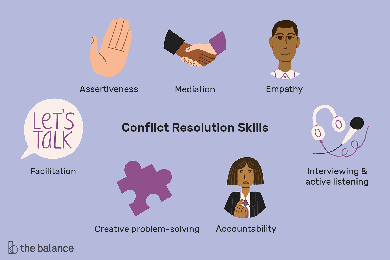 Assertiveness
Mediation
Empathy
LET'S
TALK
Conflict Resolution Skills
Facilitation
Interviewing &
active listening
Creative problem-solving
Accountability
the balance